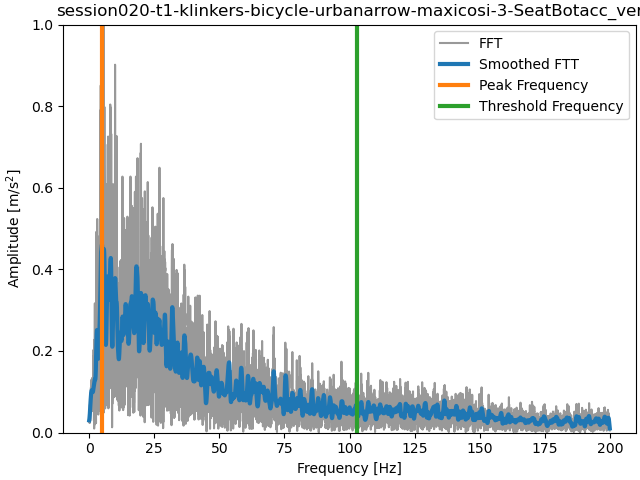 session020-t1-klinkers-bicycle-urbanarrow-maxicosi-3-SeatBotacc_ver
FFT
Smoothed FTT
Peak Frequency
Threshold Frequency
Amplitude [m/s²]
1.0
0.8
0.6
0.4
0.2
0.0
0 25 50 75 100 125 150 175 200
Frequency [Hz]